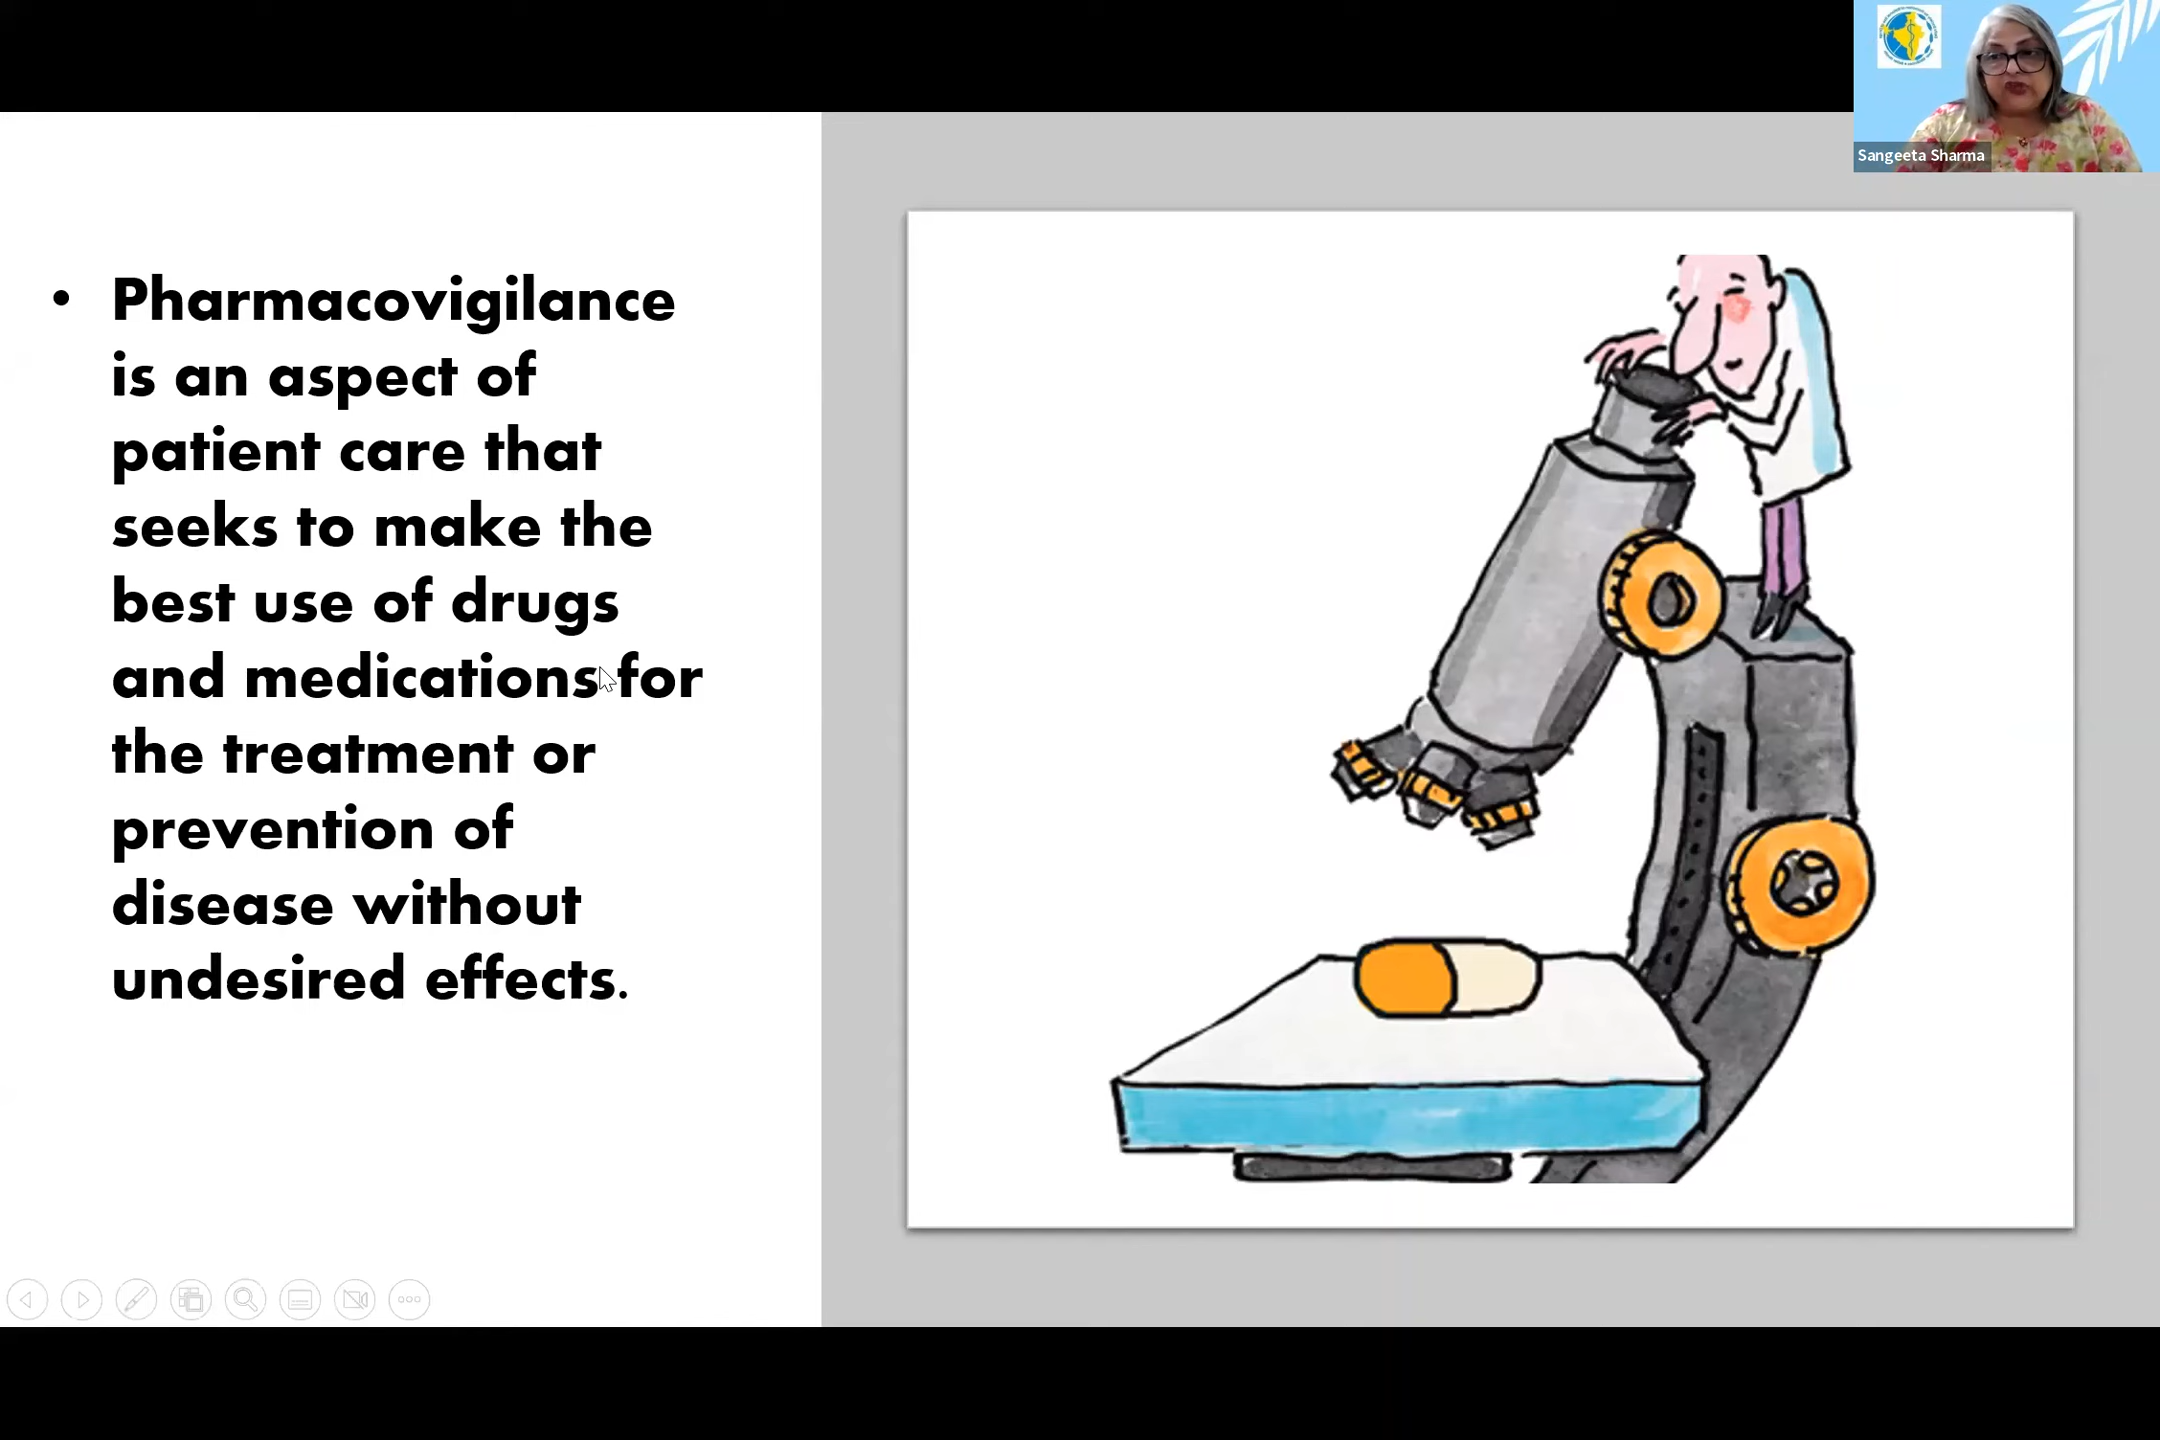 Sangeeta Sharma
• Pharmacovigilance
is an aspect of
patient care that
seeks to make the
best use of drugs
and medications for
the treatment or
prevention of
disease without
undesired effects.